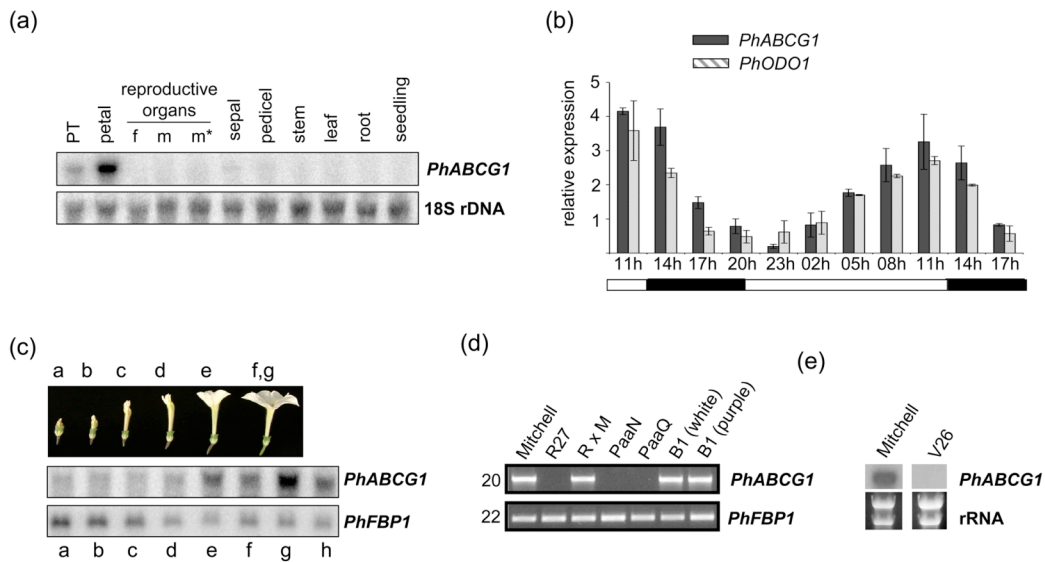 (a)
reproductive
organs
PT petal f m m* sepal pedicel stem leaf root seedling
PhABCG1
18S rDNA
(b)
PhABCG1
PhODO1
relative expression
5
4
3
2
1
11h 14h 17h 20h 23h 02h 05h 08h 11h 14h 17h
(c)
a b c d e f,g
PhABCG1
PhFBP1
a b c d e f g h
(d)
Mitchell R27 R x M PaaN PaaQ B1 (white) B1 (purple)
20 PhABCG1
22 PhFBP1
(e)
Mitchell V26
PhABCG1
rRNA